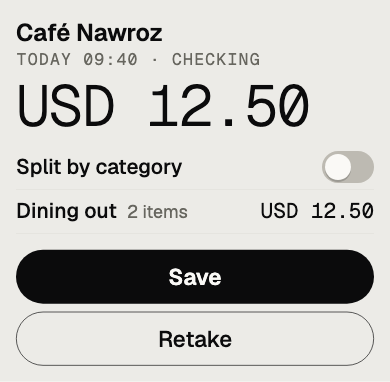 Café Nawroz
TODAY 09:40 · CHECKING
USD 12.50
Split by category
Dining out 2 items USD 12.50
Save
Retake